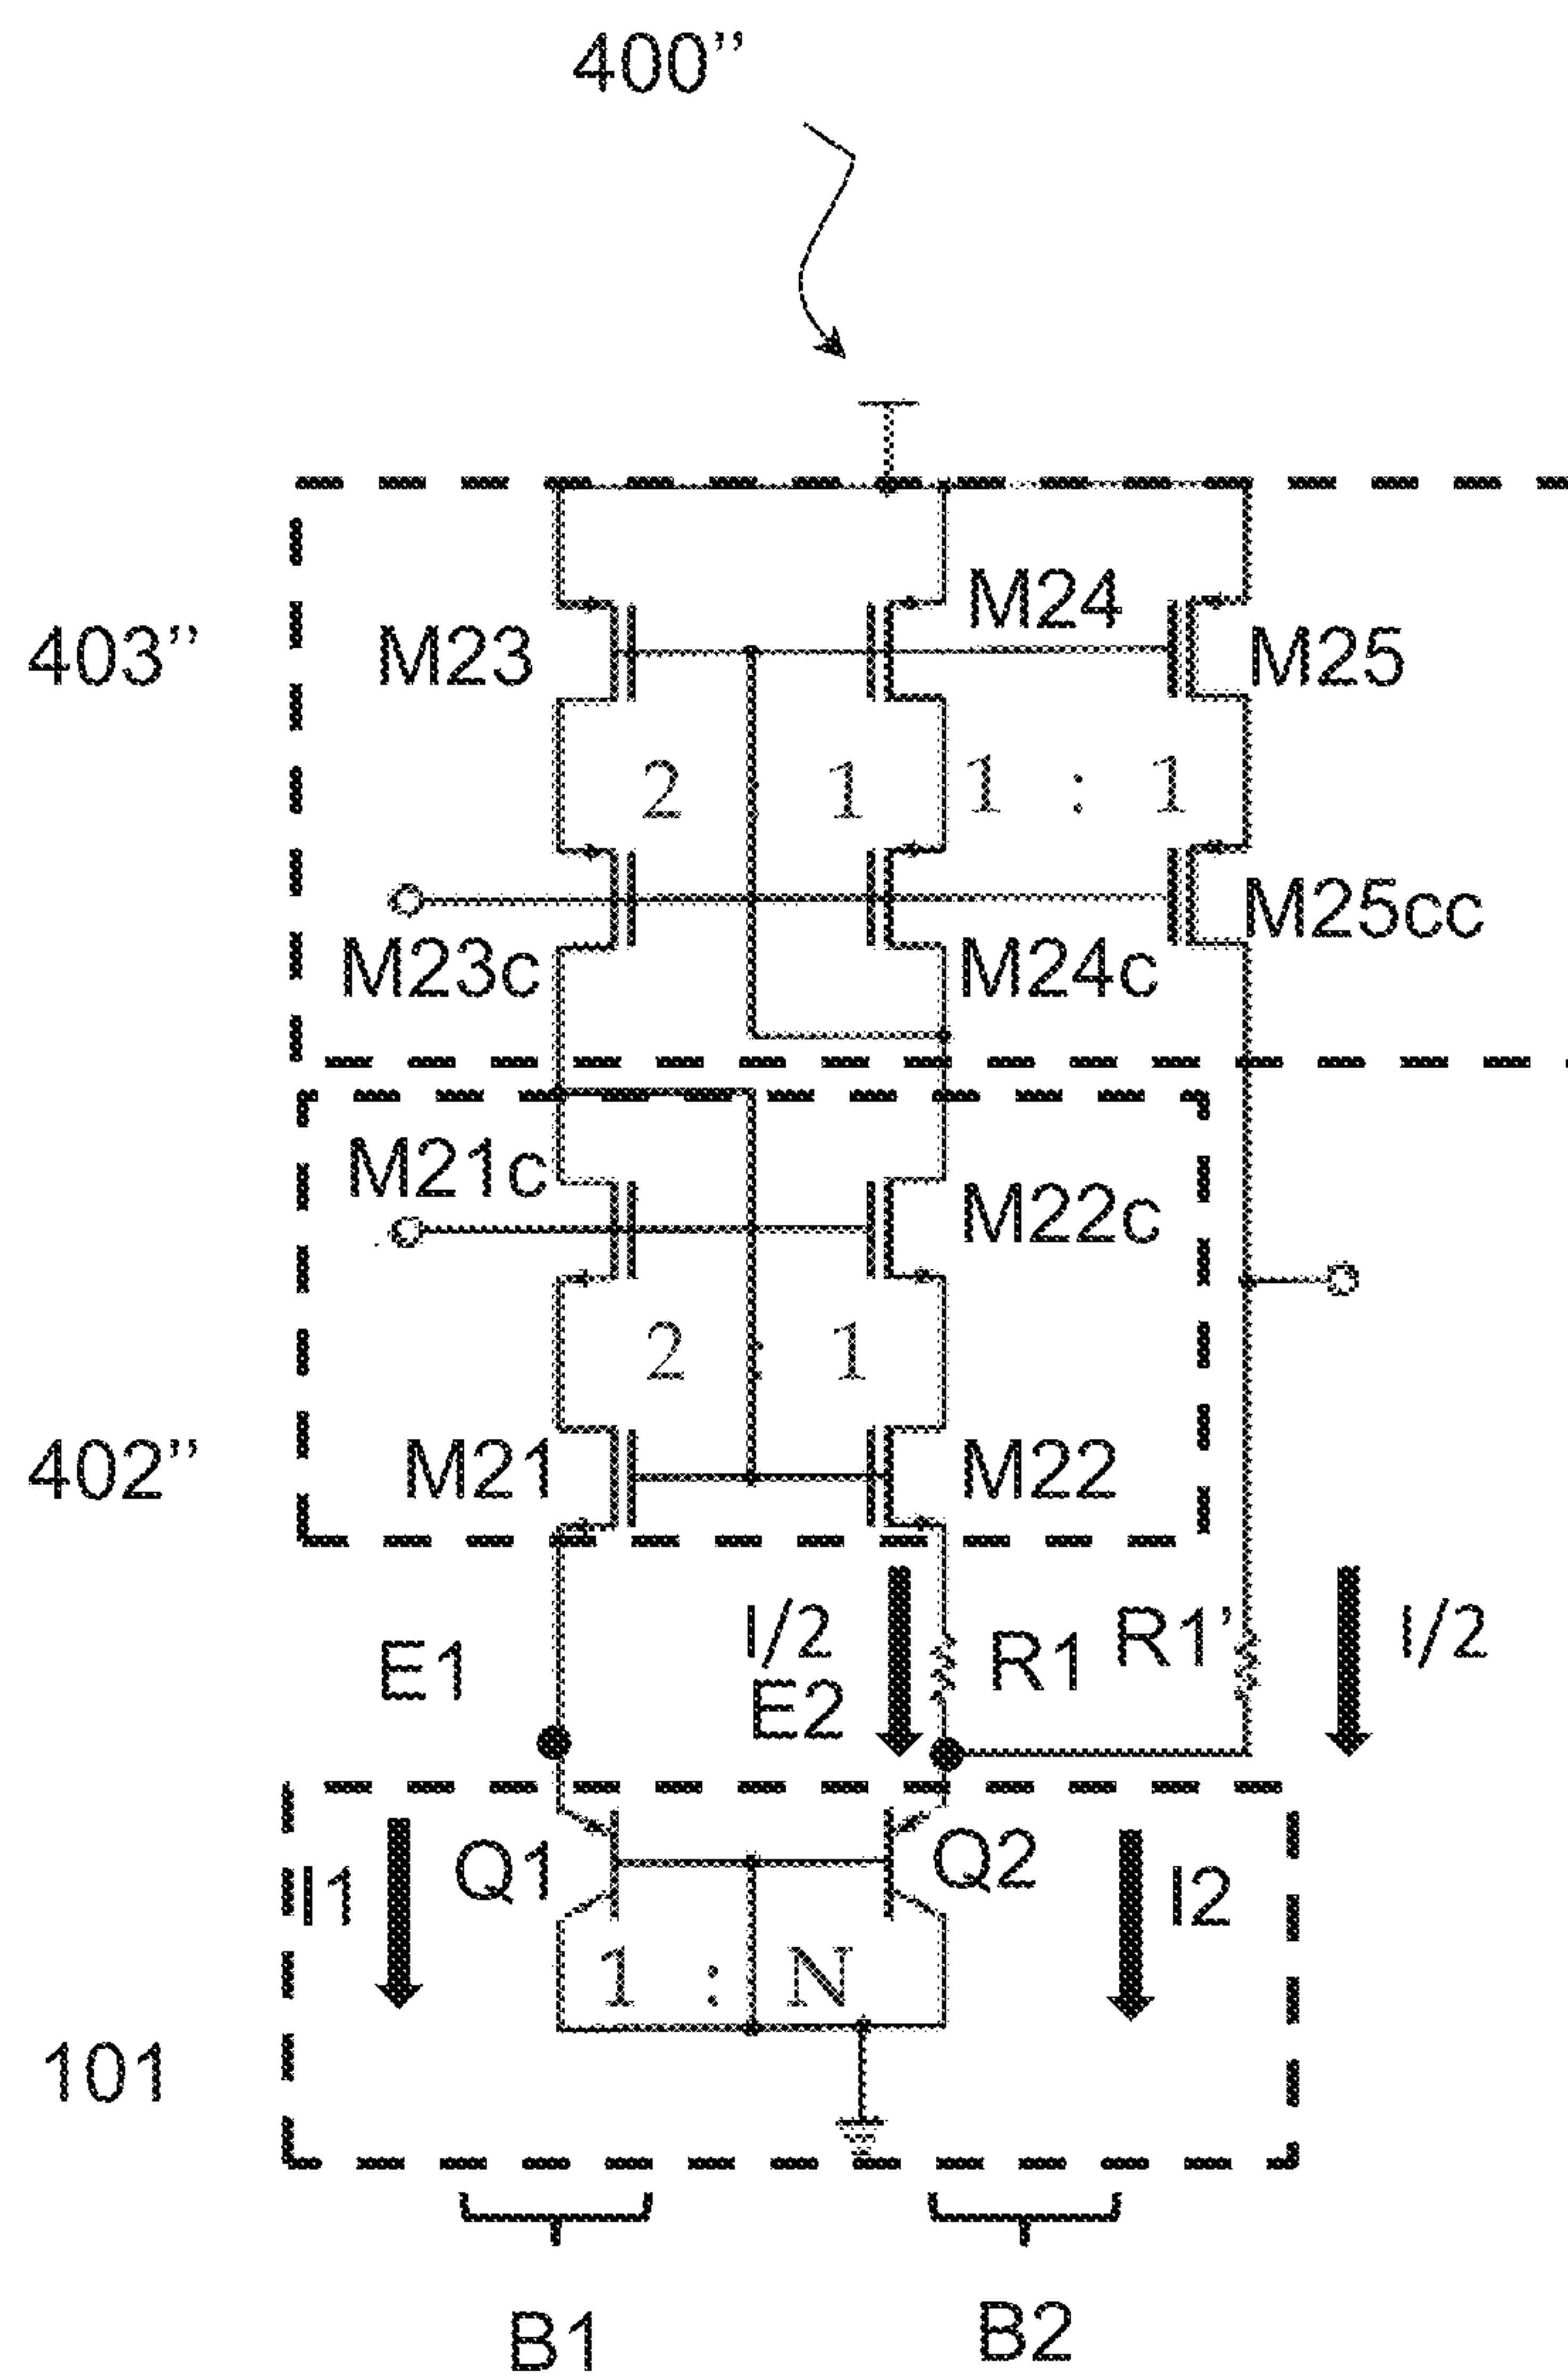 400”
403”
M23
M24
M25
2 : 1
1 : 1
M23c
M24c
M25cc
M21c
M22c
2 : 1
402”
M21
M22
E1
I/2
E2
R1
R1’
I/2
I1
Q1
Q2
I2
1 : N
101
B1
B2